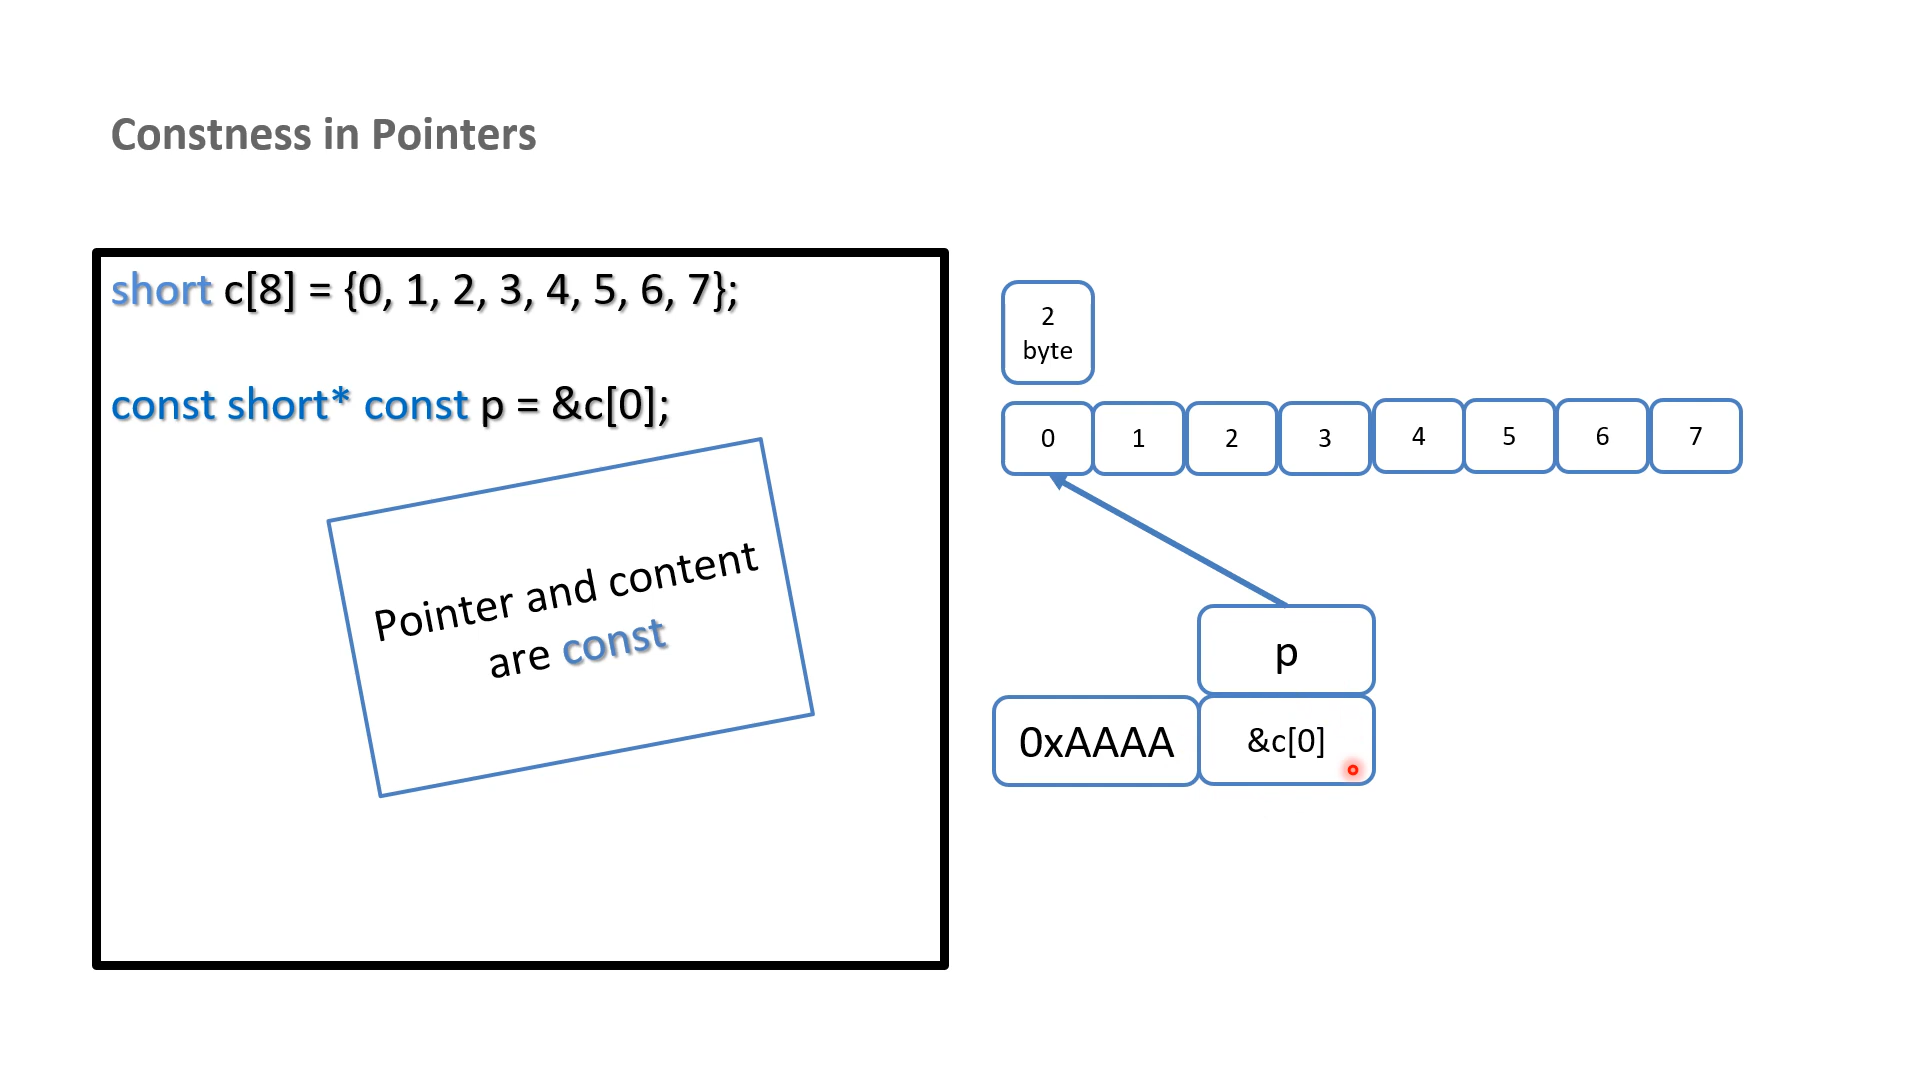 Constness in Pointers
short c[8] = {0, 1, 2, 3, 4, 5, 6, 7};
const short* const p = &c[0];
Pointer and content
are const
2
byte
0 1 2 3 4 5 6 7
p
0xAAAA &c[0]